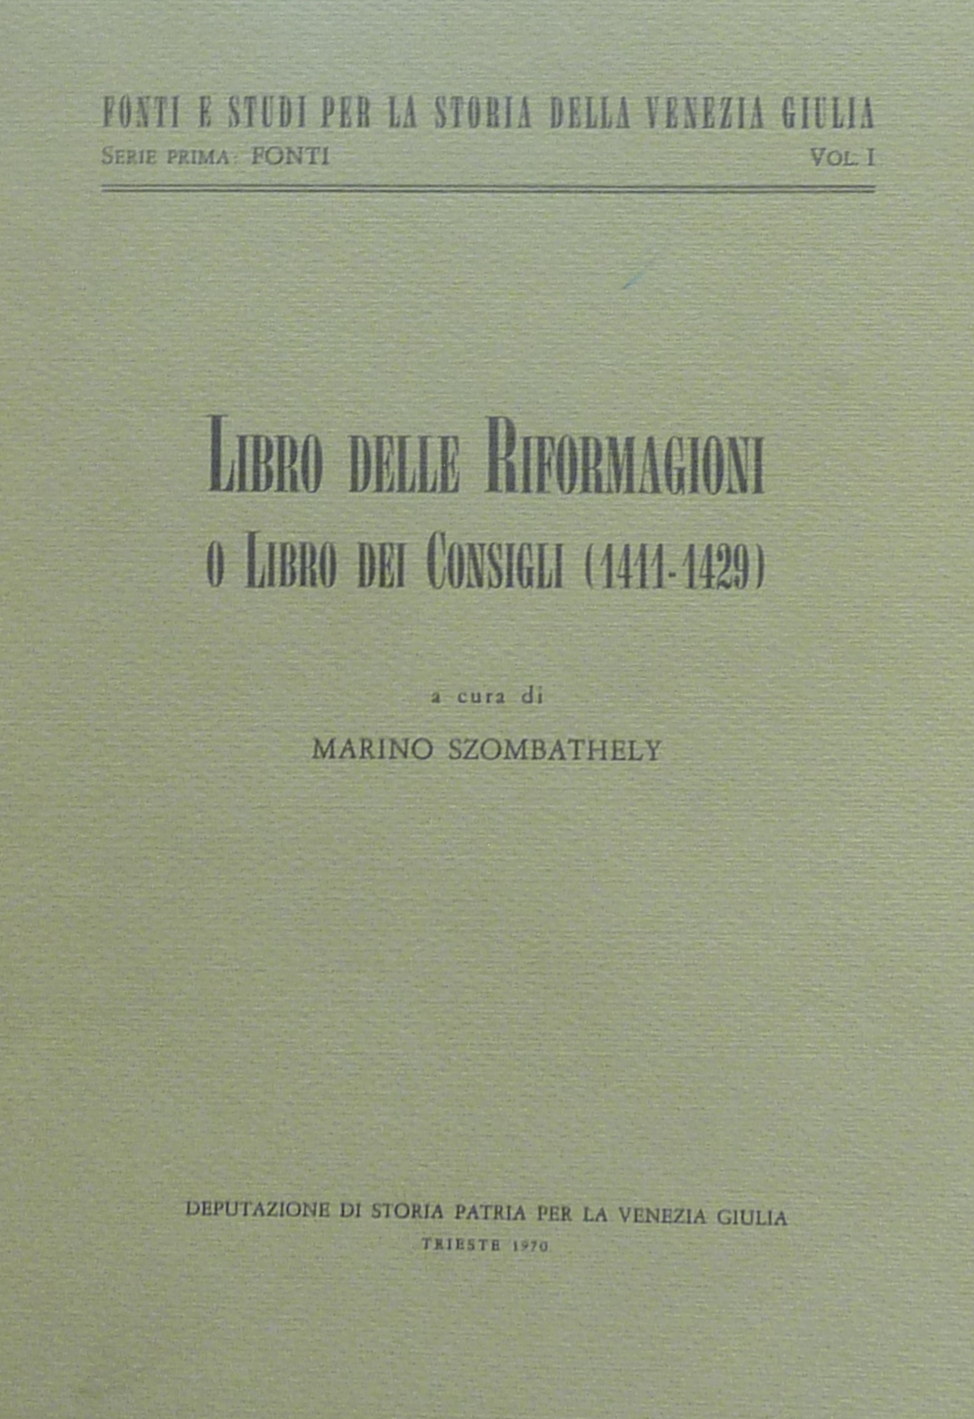 FONTI E STUDI PER LA STORIA DELLA VENEZIA GIULIA
SERIE PRIMA: FONTI VOL. I
LIBRO DELLE RIFORMAGIONI
O LIBRO DEI CONSIGLI (1411-1429)
a cura di
MARINO SZOMBATHELY
DEPUTAZIONE DI STORIA PATRIA PER LA VENEZIA GIULIA
TRIESTE 1970